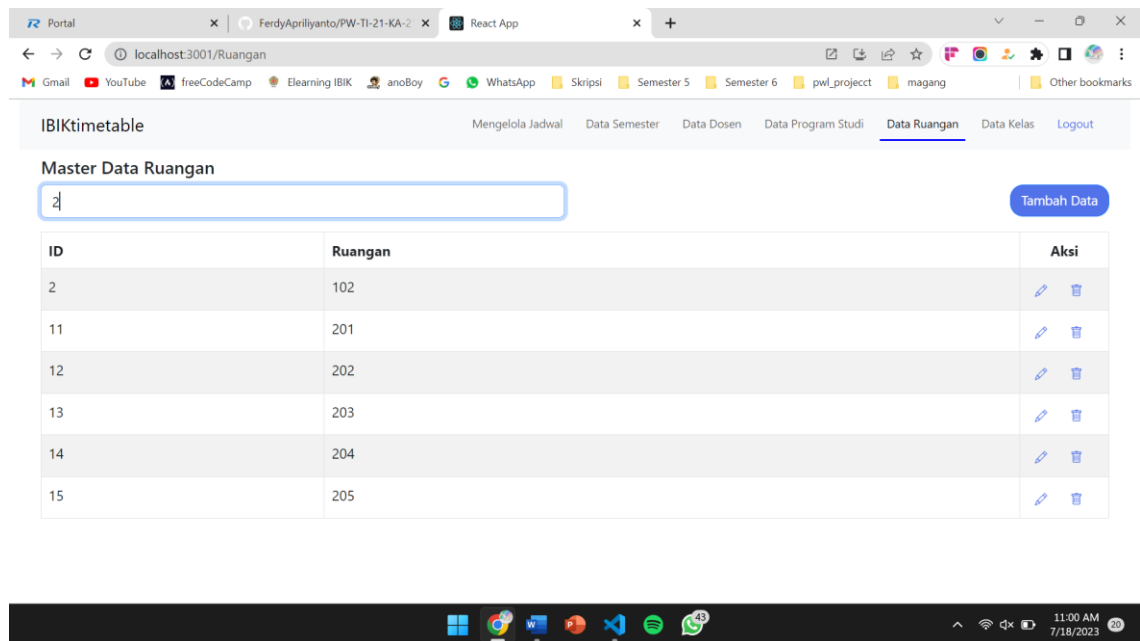 Portal
FerdyApriliyanto/PW-TI-21-KA-2
React App
localhost:3001/Ruangan
Gmail YouTube freeCodeCamp Elearning IBIK anoBoy WhatsApp Skripsi Semester 5 Semester 6 pwl_projecct magang Other bookmarks
IBIKtimetable Mengelola Jadwal Data Semester Data Dosen Data Program Studi Data Ruangan Data Kelas Logout
Master Data Ruangan
2 Tambah Data
ID Ruangan Aksi
2 102
11 201
12 202
13 203
14 204
15 205
43
11:00 AM
7/18/2023 20